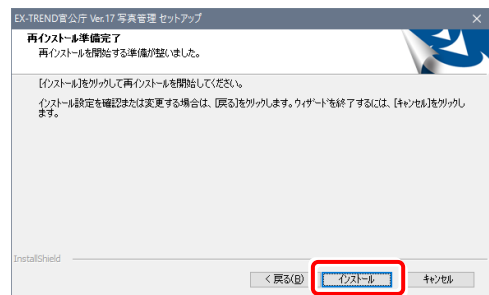 EX-TREND官公庁 Ver.17 写真管理 セットアップ
再インストール準備完了
再インストールを開始する準備が整いました。
[インストール]をクリックして再インストールを開始してください。
インストール設定を確認または変更する場合は、[戻る]をクリックします。ウィザードを終了するには、[キャンセル]をクリックし
ます。
InstallShield
< 戻る(B)
インストール
キャンセル